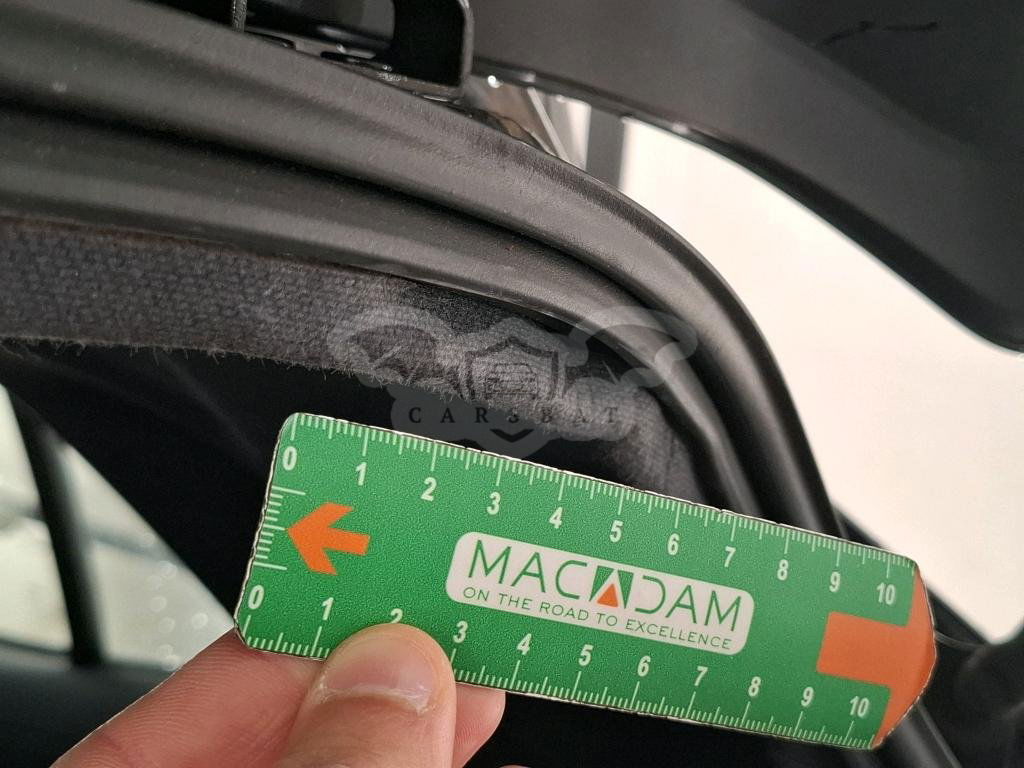 CARSBAT
0 1 2 3 4 5 6 7 8 9 10
MACADAM
ON THE ROAD TO EXCELLENCE
0 1 2 3 4 5 6 7 8 9 10